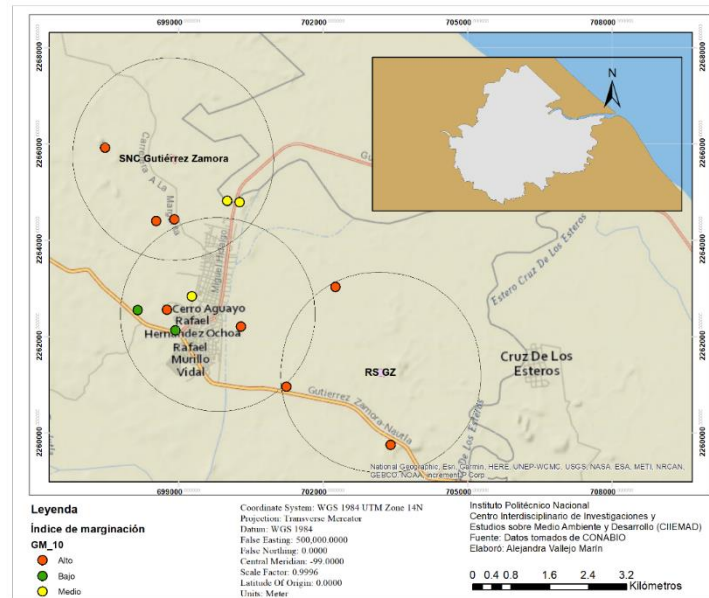 699000 702000 705000 708000
2268000
2266000
2264000
2262000
2260000
N
SNC Gutiérrez Zamora
Carretera A La
Miguel Hidalgo
Estero Cruz De Los Esteros
Cerro Aguayo
Rafael
Hernández Ochoa
Rafael
Murillo
Vidal
RS GZ
Cruz De Los
Esteros
Gutierrez Zamora-Nautla
De Los Esteros
National Geographic, Esri, Garmin, HERE, UNEP-WCMC, USGS, NASA, ESA, METI, NRCAN,
GEBCO, NOAA, increment P Corp.
699000 702000 705000 708000
Leyenda
Índice de marginación
GM_10
Alto
Bajo
Medio
Coordinate System: WGS 1984 UTM Zone 14N
Projection: Transverse Mercator
Datum: WGS 1984
False Easting: 500,000.0000
False Northing: 0.0000
Central Meridian: -99.0000
Scale Factor: 0.9996
Latitude Of Origin: 0.0000
Units: Meter
Instituto Politécnico Nacional
Centro Interdisciplinario de Investigaciones y
Estudios sobre Medio Ambiente y Desarrollo (CIIEMAD)
Fuente: Datos tomados de CONABIO
Elaboró: Alejandra Vallejo Marín
0 0.4 0.8 1.6 2.4 3.2
Kilómetros